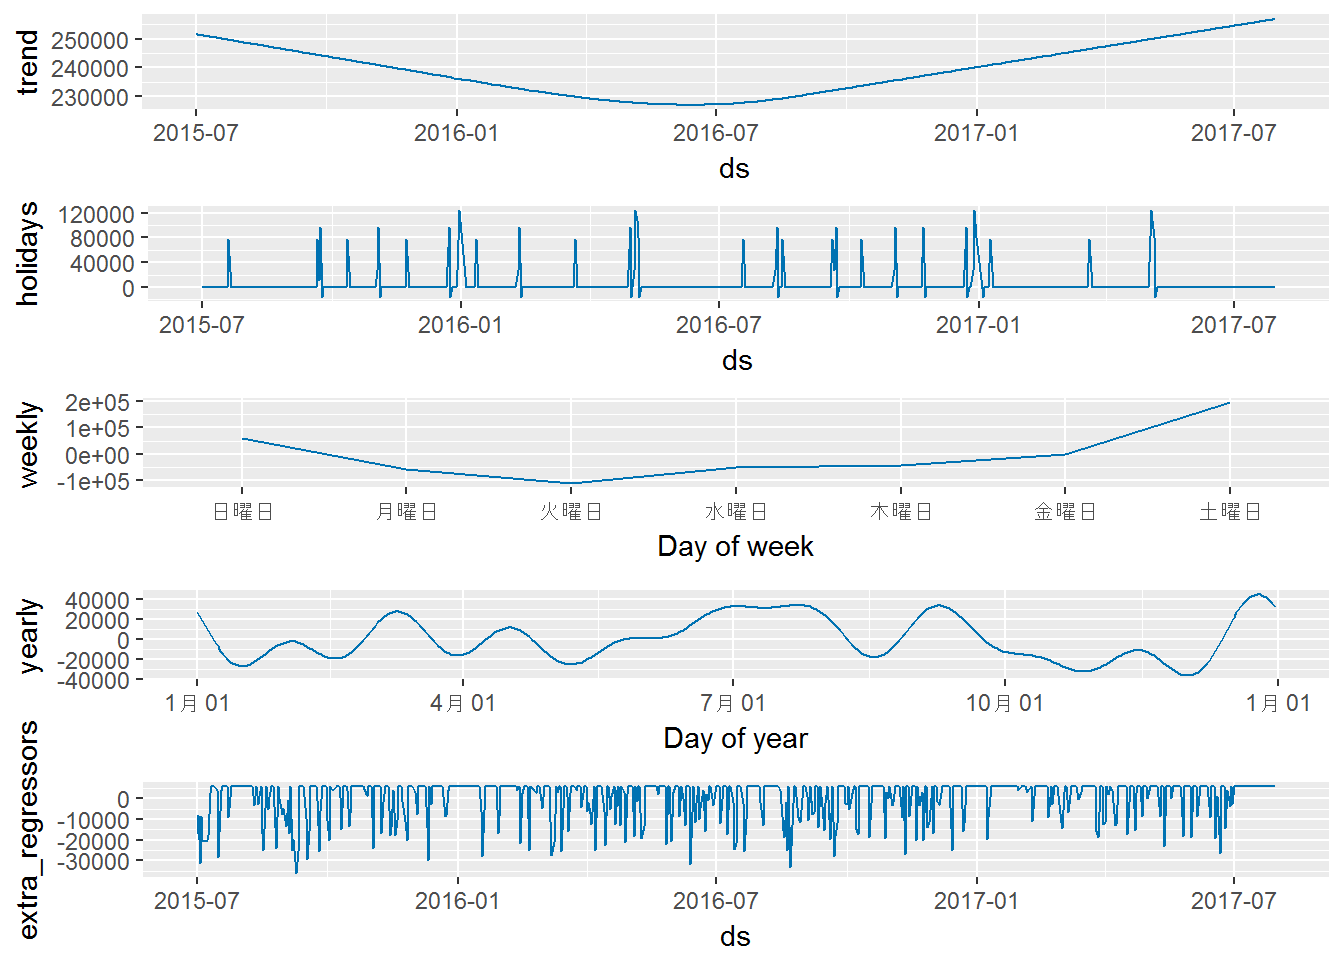 trend
250000
240000
230000
2015-07 2016-01 2016-07 2017-01 2017-07
ds
holidays
120000
80000
40000
0
2015-07 2016-01 2016-07 2017-01 2017-07
ds
weekly
2e+05
1e+05
0e+00
-1e+05
日曜日 月曜日 火曜日 水曜日 木曜日 金曜日 土曜日
Day of week
yearly
40000
20000
0
-20000
-40000
1月 01 4月 01 7月 01 10月 01 1月 01
Day of year
extra_regressors
0
-10000
-20000
-30000
2015-07 2016-01 2016-07 2017-01 2017-07
ds